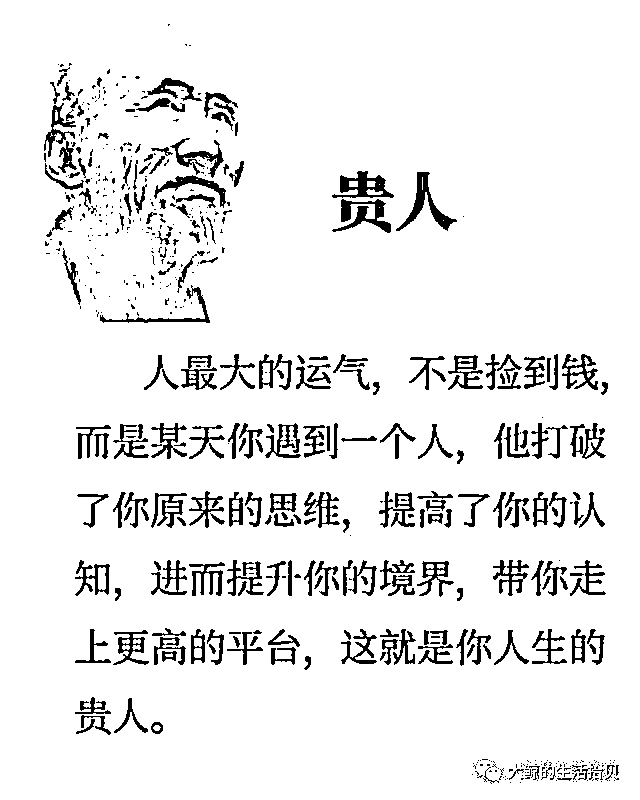 贵人
人最大的运气，不是捡到钱，
而是某天你遇到一个人，他打破
了你原来的思维，提高了你的认
知，进而提升你的境界，带你走
上更高的平台，这就是你人生的
贵人。
大鲸的生活拾贝